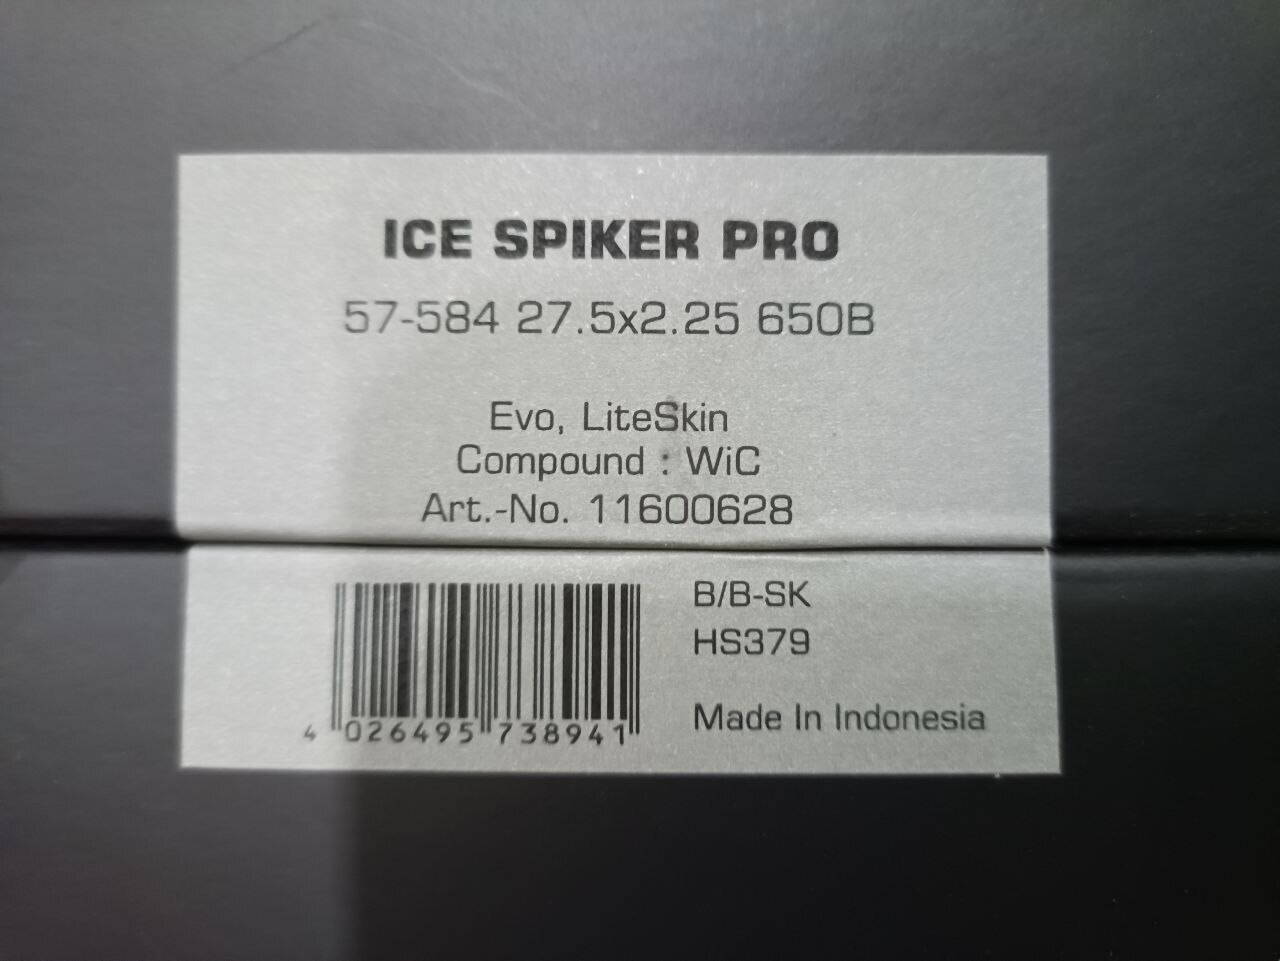 ICE SPIKER PRO
57-584 27.5x2.25 650B
Evo, LiteSkin
Compound : WiC
Art.-No. 11600628
B/B-SK
HS379
Made In Indonesia
4 026495 738941